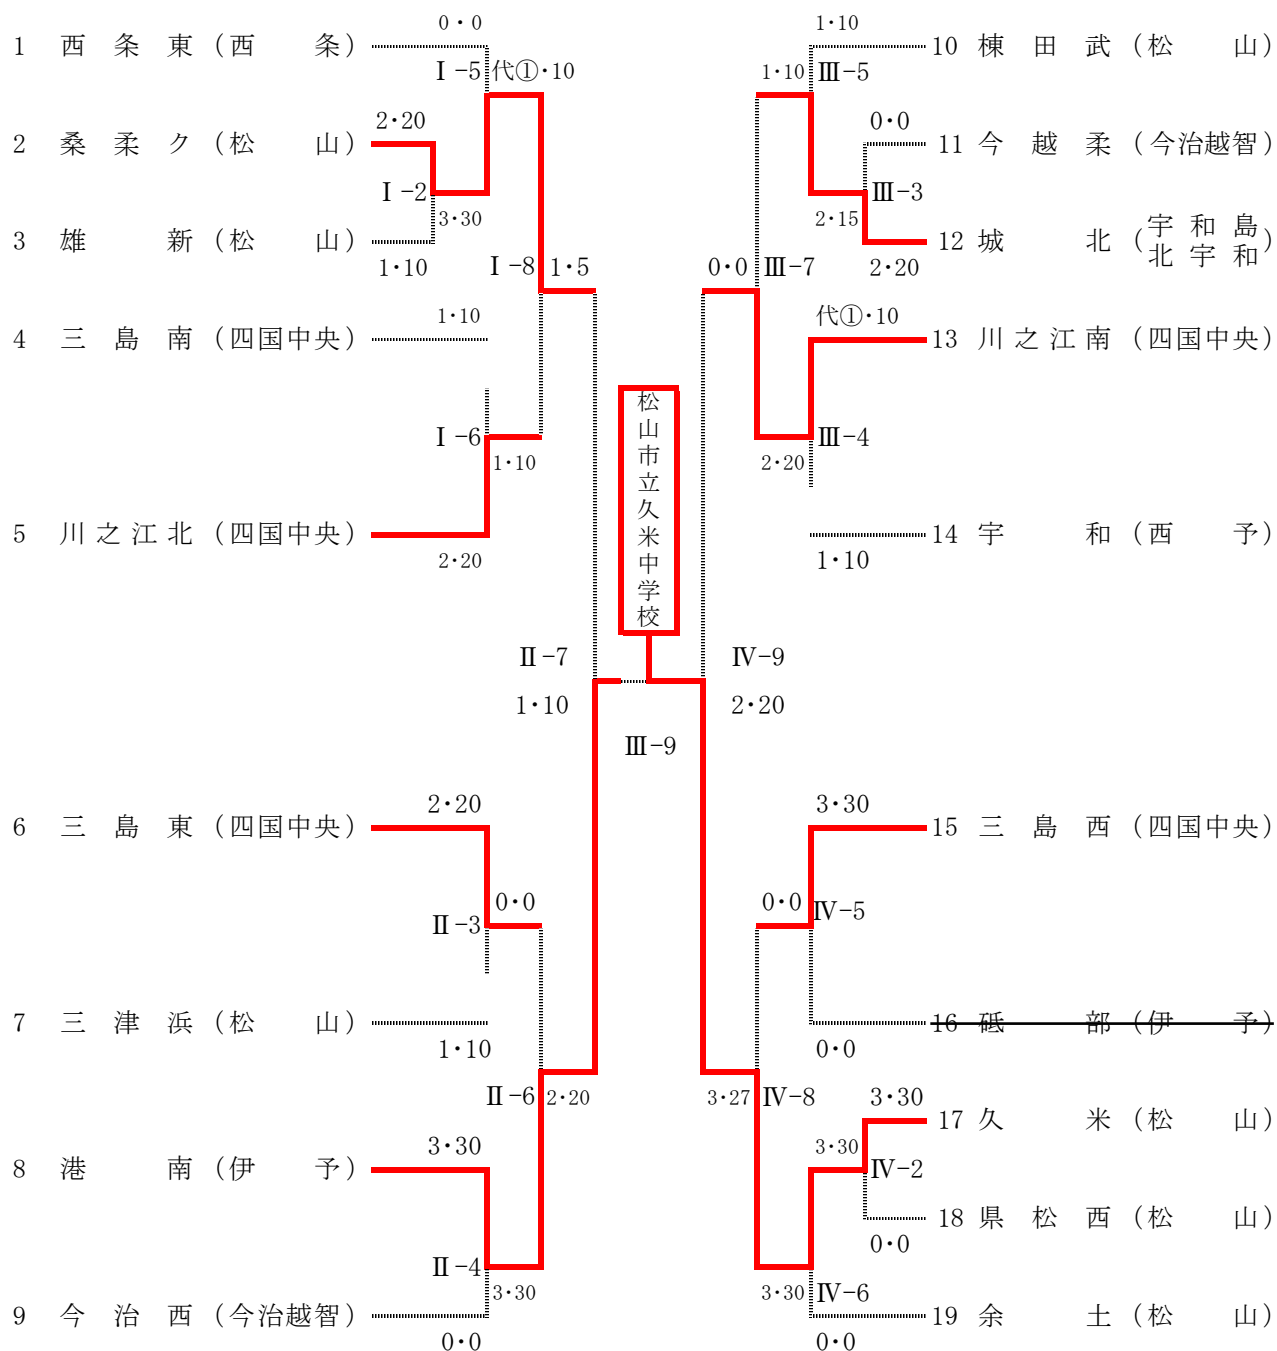 0・0
1 西条東(西条)
Ⅰ-5 代①・10
2・20
2 桑柔ク(松山)
Ⅰ-2
3・30
3 雄新(松山)
1・10
Ⅰ-8 1・5
1・10
4 三島南(四国中央)
Ⅰ-6
1・10
5 川之江北(四国中央)
2・20
Ⅱ-7
1・10
2・20
6 三島東(四国中央)
0・0
Ⅱ-3
7 三津浜(松山)
1・10
Ⅱ-6 2・20
3・30
8 港南(伊予)
Ⅱ-4
3・30
9 今治西(今治越智)
0・0
松山市立久米中学校
Ⅲ-9
1・10
10 棟田武(松山)
1・10 Ⅲ-5
0・0
11 今越柔(今治越智)
Ⅲ-3
2・15
12 城北(宇和島北宇和)
2・20
0・0 Ⅲ-7
代①・10
13 川之江南(四国中央)
Ⅲ-4
2・20
14 宇和(西予)
1・10
Ⅳ-9
2・20
3・30
15 三島西(四国中央)
0・0 Ⅳ-5
16 砥部(伊予)
0・0
3・27 Ⅳ-8
3・30
17 久米(松山)
3・30
Ⅳ-2
18 県松西(松山)
0・0
3・30 Ⅳ-6
19 余土(松山)
0・0